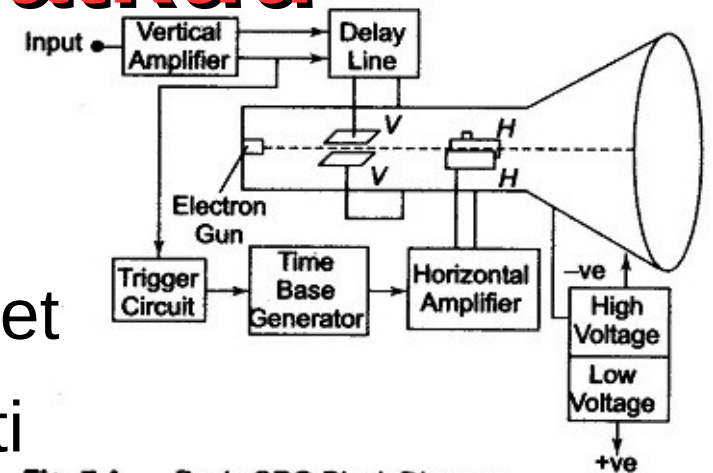 Input
Vertical
Amplifier
Delay
Line
V
H
V
H
Electron
Gun
Trigger
Circuit
Time
Base
Generator
Horizontal
Amplifier
–ve
High
Voltage
Low
Voltage
+ve
et
ti